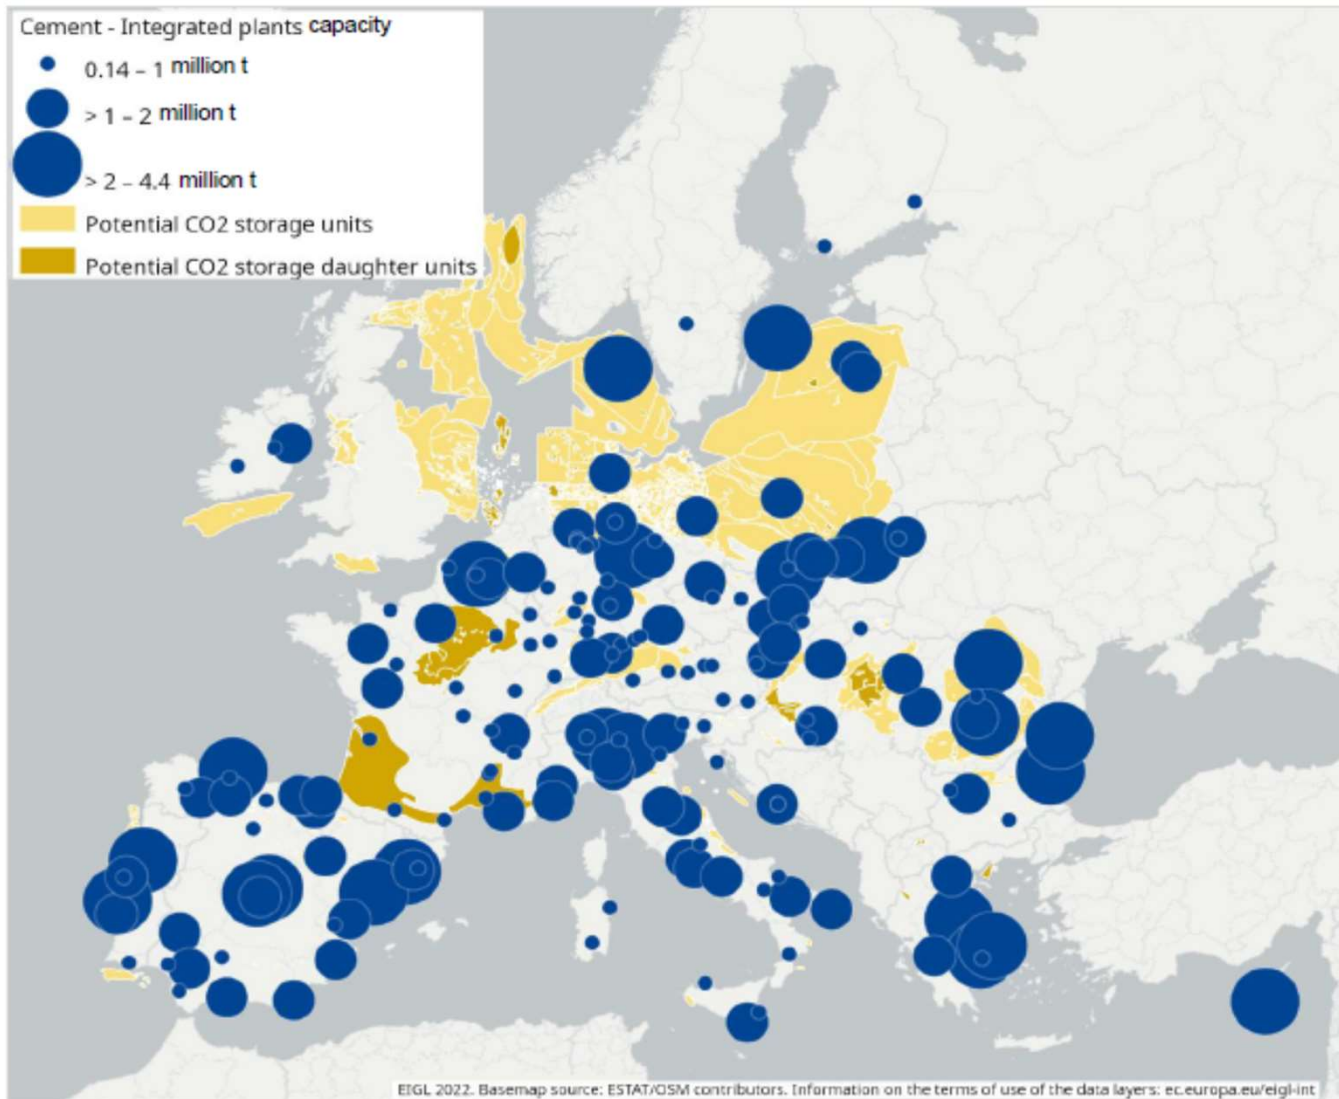 Cement - Integrated plants capacity
0.14 – 1 million t
> 1 – 2 million t
> 2 – 4.4 million t
Potential CO2 storage units
Potential CO2 storage daughter units
EIGL 2022. Basemap source: ESTAT/OSM contributors. Information on the terms of use of the data layers: ec.europa.eu/eigl-int